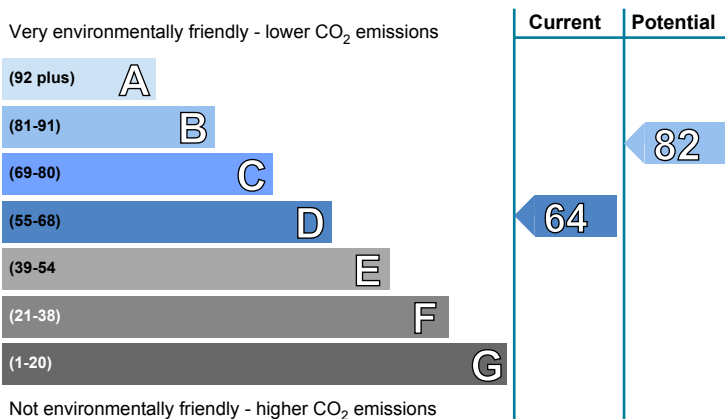 Very environmentally friendly - lower CO2 emissions
Current
Potential
(92 plus) A
(81-91) B
82
(69-80) C
(55-68) D
64
(39-54 E
(21-38) F
(1-20) G
Not environmentally friendly - higher CO2 emissions